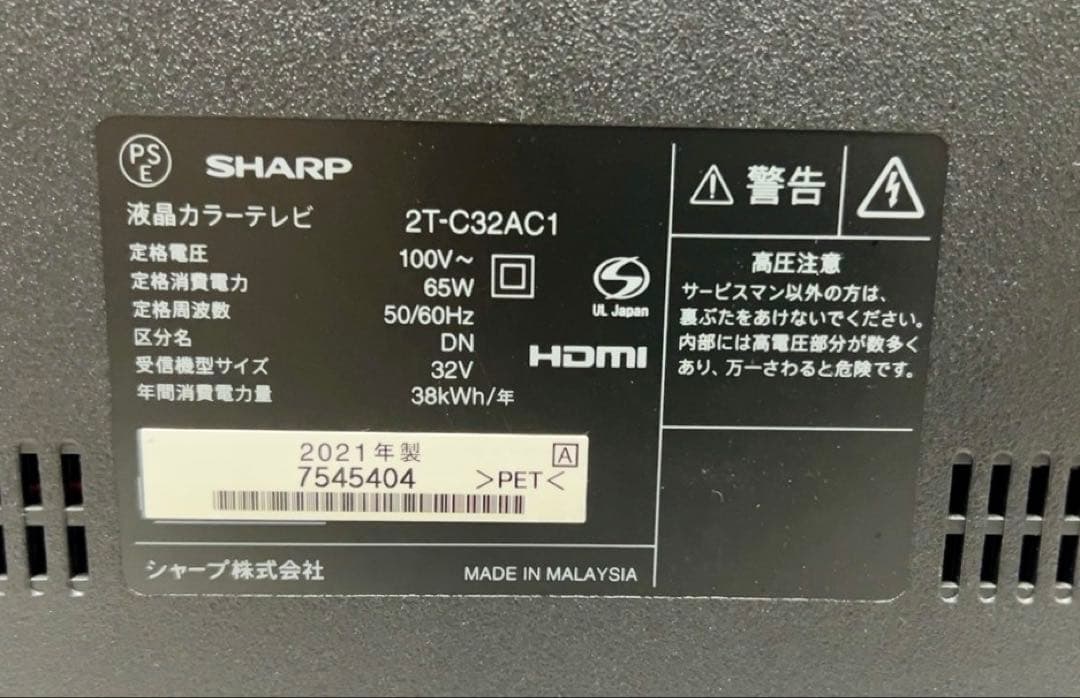 PSE
SHARP
液晶カラーテレビ 2T-C32AC1
定格電圧 100V～
定格消費電力 65W
定格周波数 50/60Hz
区分名 DN
受信機型サイズ 32V
年間消費電力量 38kWh/年
UL Japan
HDMI
2021年製 A
7545404 >PET<
シャープ株式会社 MADE IN MALAYSIA
警告
高圧注意
サービスマン以外の方は、
裏ぶたをあけないでください。
内部には高電圧部分が数多く
あり、万一さわると危険です。